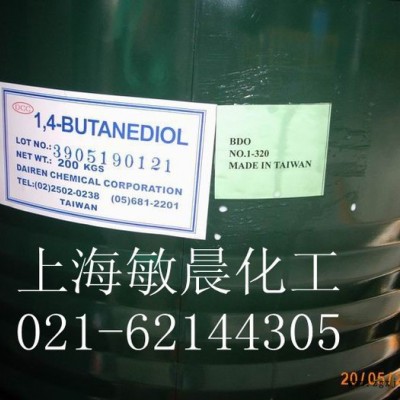 DCC
1,4-BUTANEDIOL
LOT NO.: 3905190121
NET WT.: 200 KGS
DAIREN CHEMICAL CORPORATION
TEL:(02)2502-0238 (05)681-2201
TAIWAN
BDO
NO.1-320
MADE IN TAIWAN
上海敏晨化工
021-62144305
20/05/2